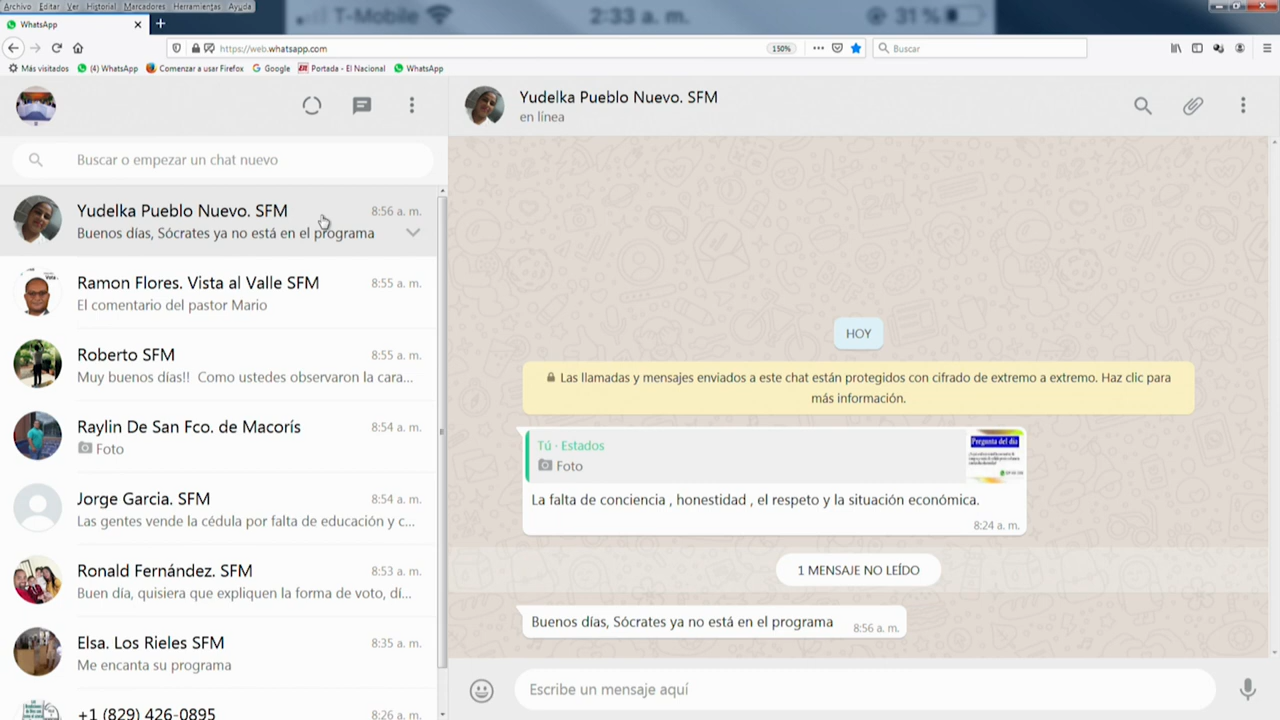 Archivo Editar Ver Historial Marcadores Herramientas Ayuda
T-Mobile 2:33 a. m. 31 %
WhatsApp
https://web.whatsapp.com 150% Buscar
Más visitados (4) WhatsApp Comenzar a usar Firefox Google Portada - El Nacional WhatsApp
Buscar o empezar un chat nuevo
Yudelka Pueblo Nuevo. SFM 8:56 a. m.
Buenos días, Sócrates ya no está en el programa
Ramon Flores. Vista al Valle SFM 8:55 a. m.
El comentario del pastor Mario
Roberto SFM 8:55 a. m.
Muy buenos días!! Como ustedes observaron la cara...
Raylin De San Fco. de Macorís 8:54 a. m.
Foto
Jorge Garcia. SFM 8:54 a. m.
Las gentes vende la cédula por falta de educación y c...
Ronald Fernández. SFM 8:53 a. m.
Buen día, quisiera que expliquen la forma de voto, dí...
Elsa. Los Rieles SFM 8:35 a. m.
Me encanta su programa
+1 (829) 426-0895 8:26 a. m.
Yudelka Pueblo Nuevo. SFM
en línea
HOY
Las llamadas y mensajes enviados a este chat están protegidos con cifrado de extremo a extremo. Haz clic para
más información.
Tú · Estados
Foto
Pregunta del día
La falta de conciencia , honestidad , el respeto y la situación económica.
8:24 a. m.
1 MENSAJE NO LEÍDO
Buenos días, Sócrates ya no está en el programa 8:56 a. m.
Escribe un mensaje aquí